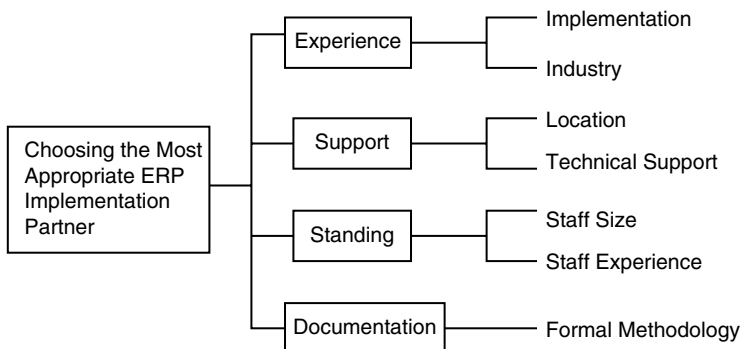 Choosing the Most
Appropriate ERP
Implementation
Partner
Experience
Implementation
Industry
Support
Location
Technical Support
Standing
Staff Size
Staff Experience
Documentation
Formal Methodology